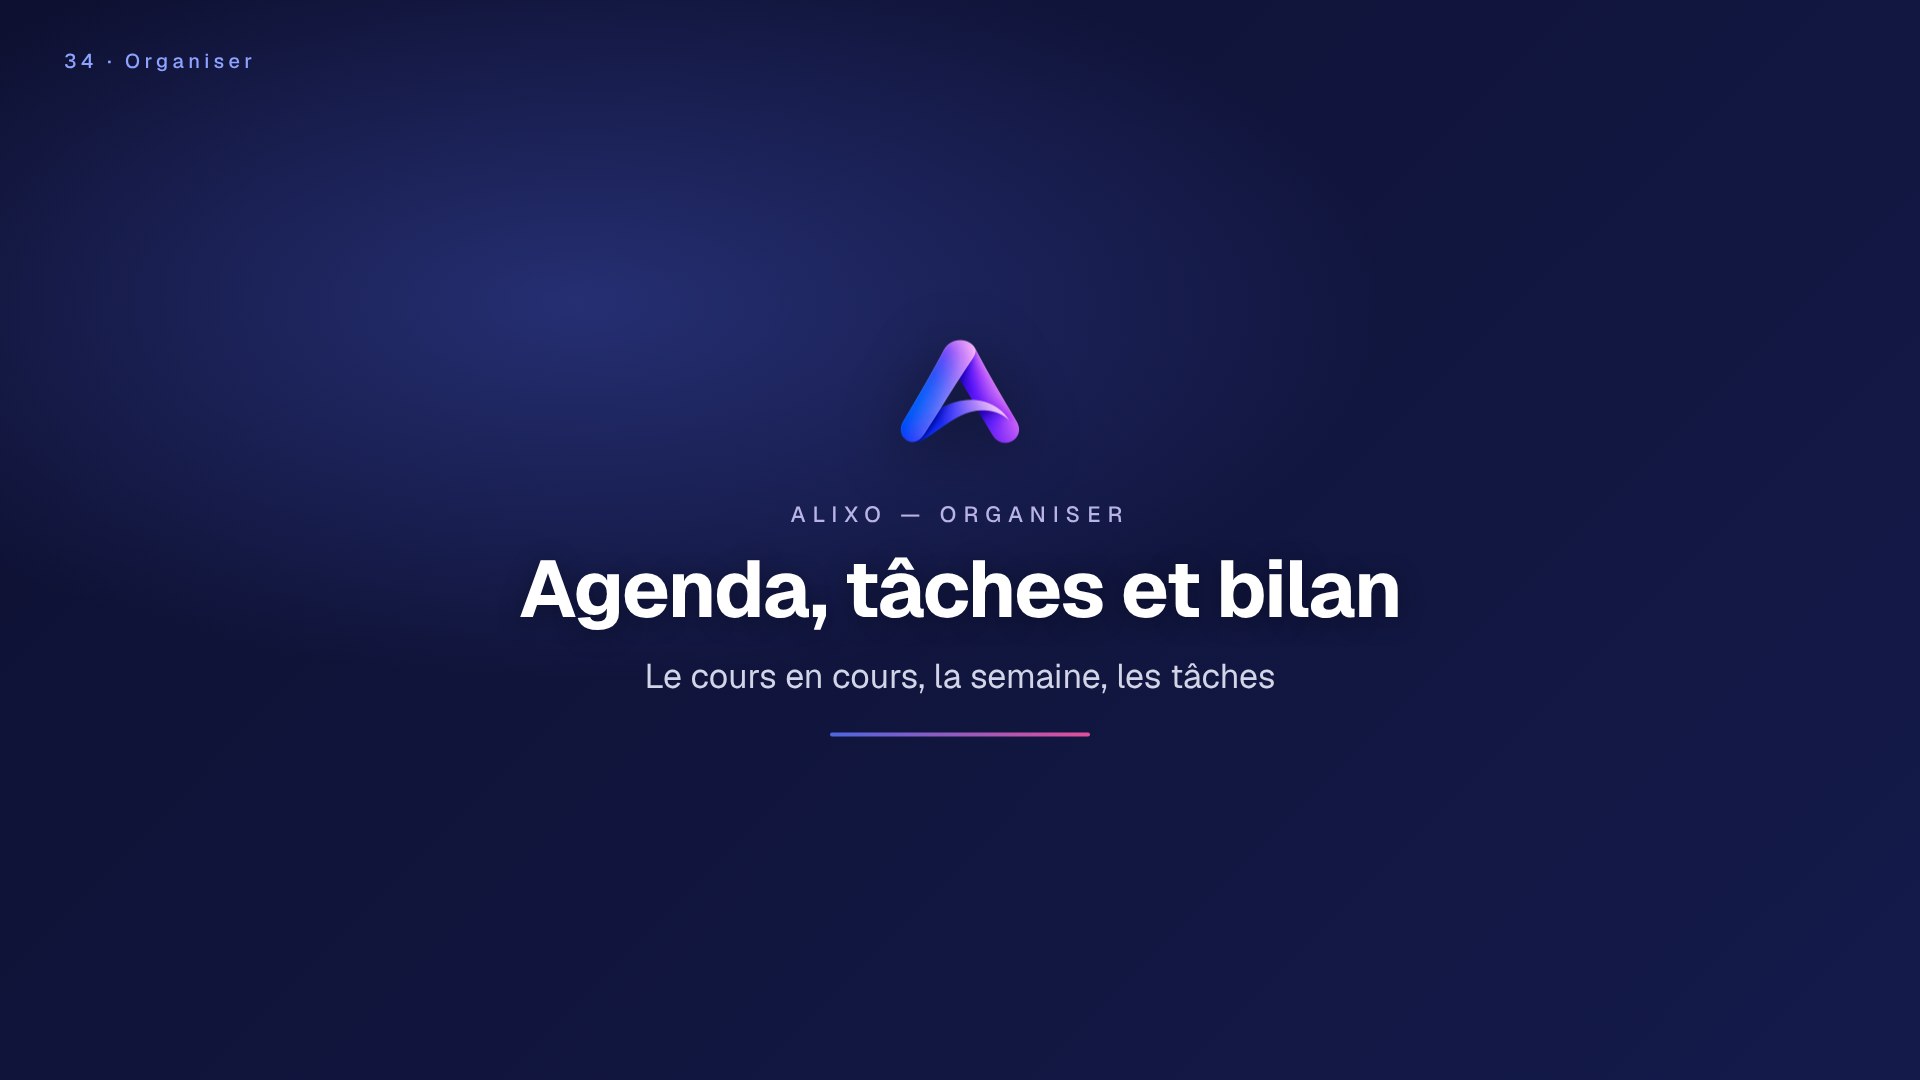 34 · Organiser
ALIXO — ORGANISER
Agenda, tâches et bilan
Le cours en cours, la semaine, les tâches